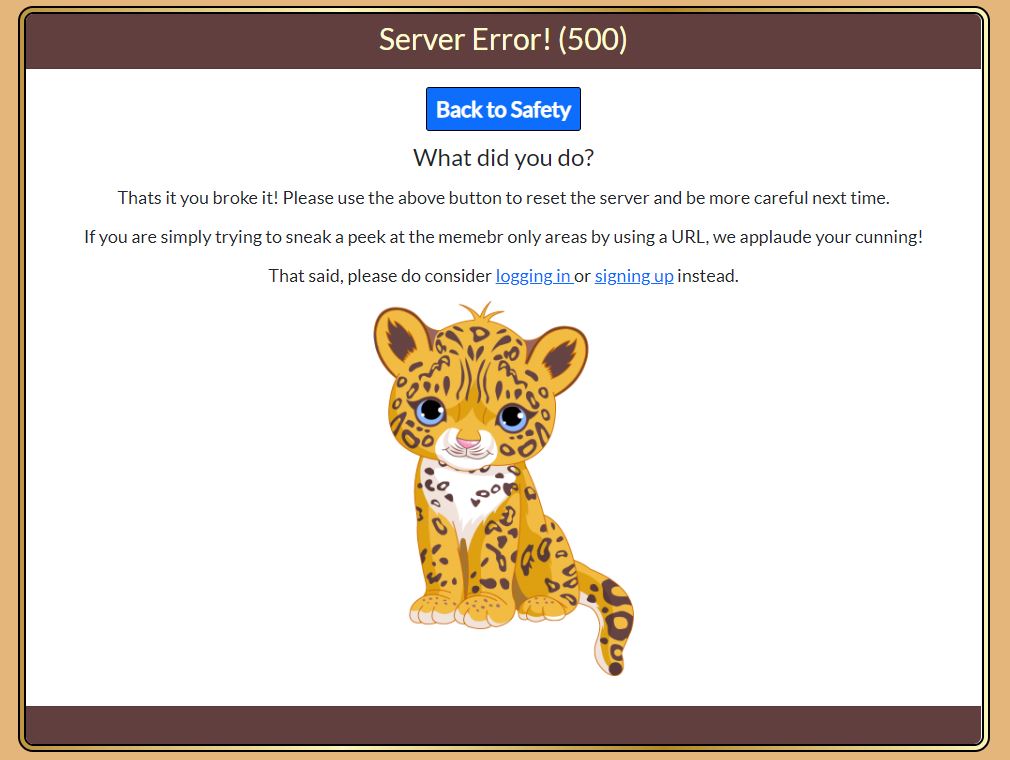 Server Error! (500)
Back to Safety
What did you do?
Thats it you broke it! Please use the above button to reset the server and be more careful next time.
If you are simply trying to sneak a peek at the memebr only areas by using a URL, we applaude your cunning!
That said, please do consider logging in or signing up instead.